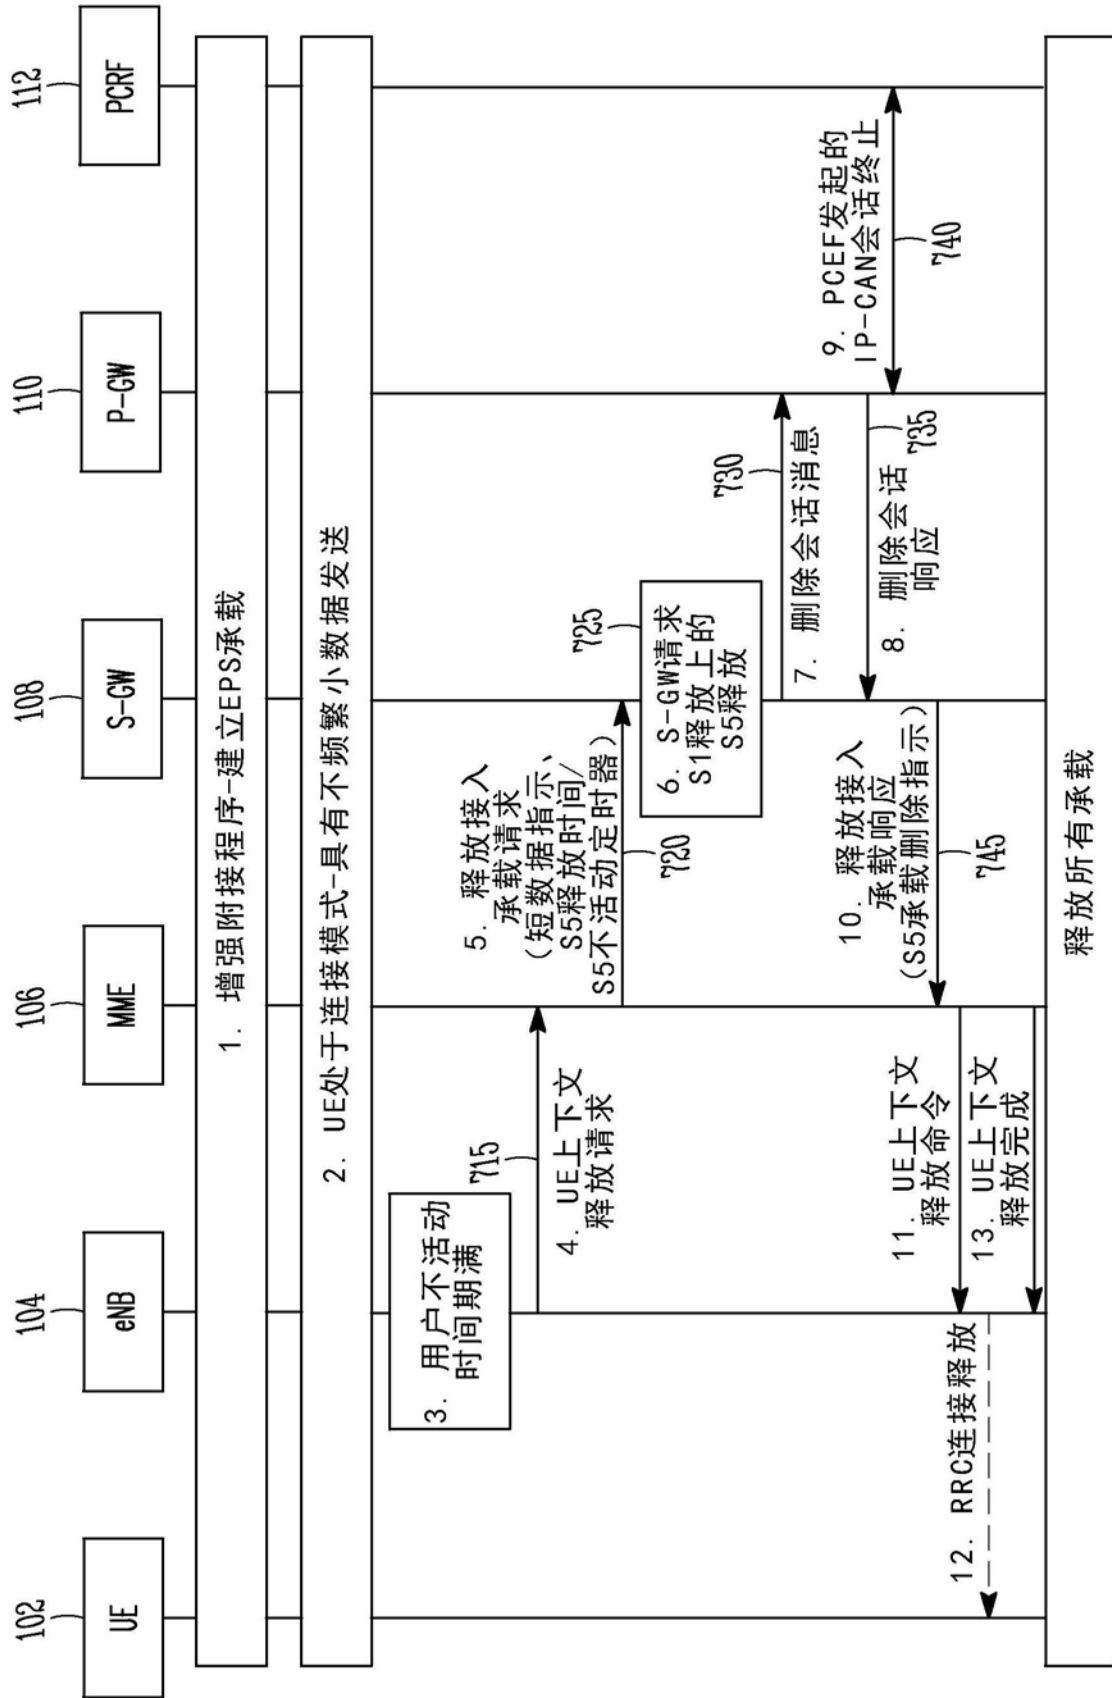 102
104
106
108
110
112
UE
eNB
MME
S-GW
P-GW
PCRF
1. 增强附接程序-建立EPS承载
2. UE处于连接模式-具有不频繁小数据发送
3. 用户不活动
时间期满
715
4. UE上下文
释放请求
5. 释放接入
承载请求
(短数据指示、
S5释放时间/
S5不活动定时器)
720
725
6. S-GW请求
S1释放上的
S5释放
730
7. 删除会话消息
735
8. 删除会话
响应
9. PCEF发起的
IP-CAN会话终止
740
10. 释放接入
承载响应
(S5承载删除指示)
745
11. UE上下文
释放命令
12. RRC连接释放
13. UE上下文
释放完成
释放所有承载